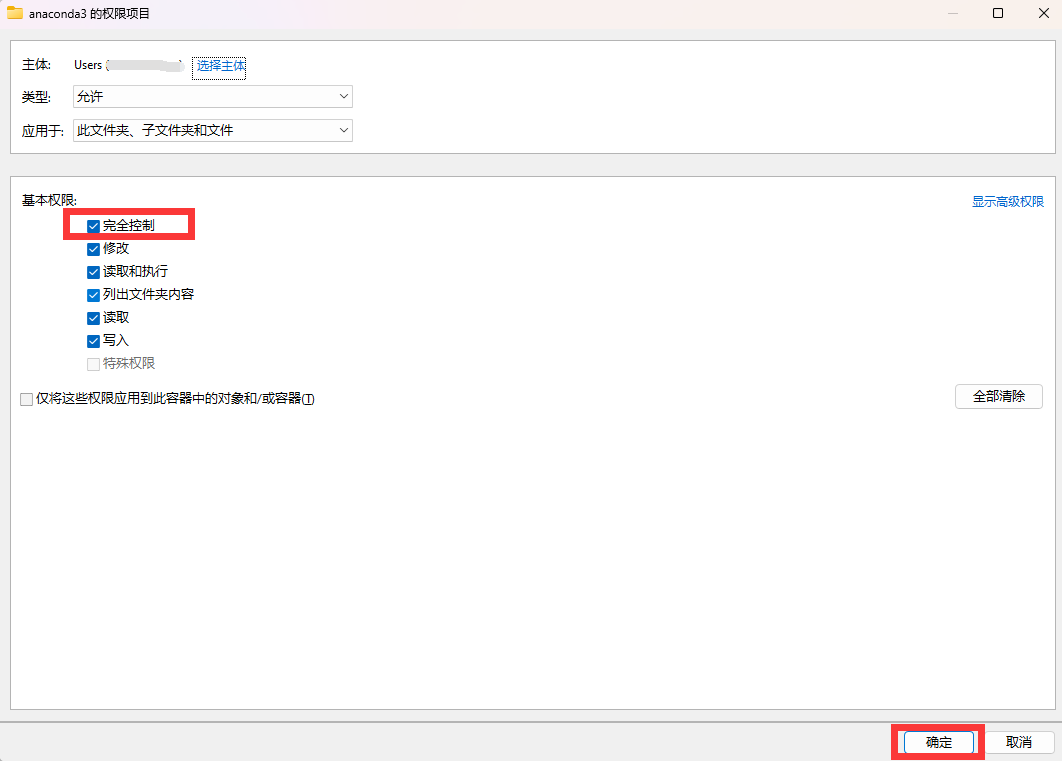 anaconda3 的权限项目
主体: Users ( 选择主体
类型: 允许
应用于: 此文件夹、子文件夹和文件
基本权限: 显示高级权限
完全控制
修改
读取和执行
列出文件夹内容
读取
写入
特殊权限
仅将这些权限应用到此容器中的对象和/或容器(T)
全部清除
确定 取消